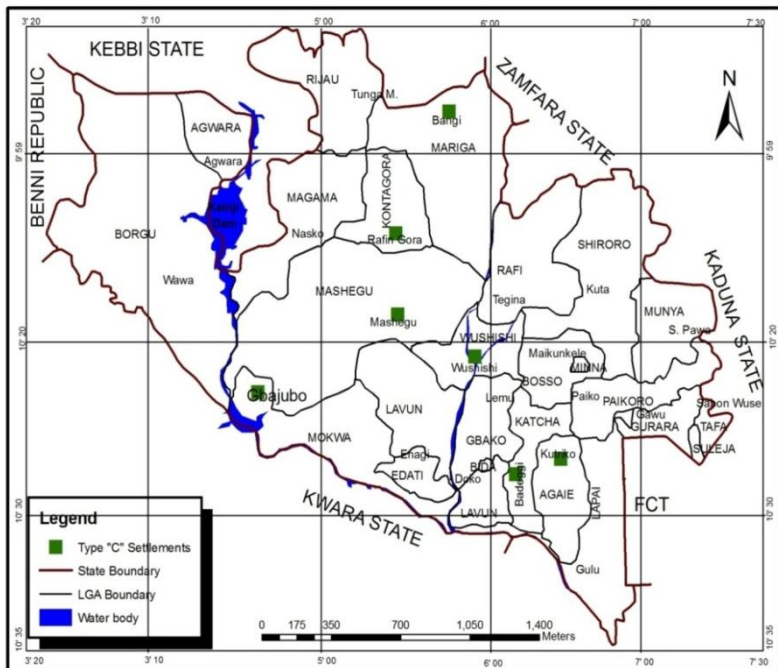 3°20
3°10
5°00
6°00
7°00
7°30
KEBBI STATE
ZAMFARA STATE
N
BENNI REPUBLIC
RIJAU
Tunga M.
Bangi
MARIGA
AGWARA
Agwara
9°59
9°59
MAGAMA
Nasko
KONTAGORA
Rafin Gora
BORGU
Wawa
SHIRORO
Kuta
RAFI
Tegina
KADUNA STATE
MUNYA
S. Pawa
MASHEGU
Mashegu
10°20
10°20
WUSHISHI
Wushishi
Maikunkele
MINNA
BOSSO
Gbajubo
LAVUN
Lemu
Paiko
PAIKORO
Sabon Wuse
KATCHA
Gawu
GURARA
TAFA
SULEJA
MOKWA
GBAKO
Enagi
EDATI
BIDA
Doko
Badeggi
Kutriko
AGAIE
LAPAI
FCT
LAVUN
KWARA STATE
10°30
10°30
Gulu
Legend
Type "C" Settlements
State Boundary
LGA Boundary
Water body
0 175 350 700 1,050 1,400
Meters
10°35
10°35
3°20
3°10
5°00
6°00
7°00
7°30